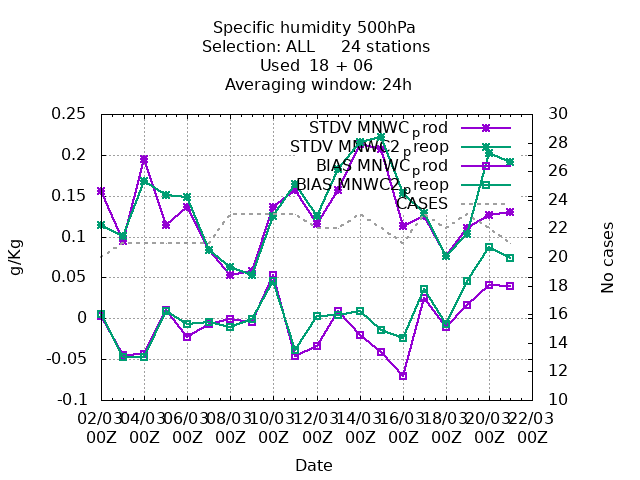 Specific humidity 500hPa
Selection: ALL 24 stations
Used 18 + 06
Averaging window: 24h
0.25
0.2
0.15
0.1
0.05
0
-0.05
-0.1
g/Kg
30
28
26
24
22
20
18
16
14
12
10
No cases
STDV MNWC_prod
STDV MNWC2_preop
BIAS MNWC_prod
BIAS MNWC2_preop
CASES
02/03 04/03 06/03 08/03 10/03 12/03 14/03 16/03 18/03 20/03 22/03
00Z 00Z 00Z 00Z 00Z 00Z 00Z 00Z 00Z 00Z 00Z
Date